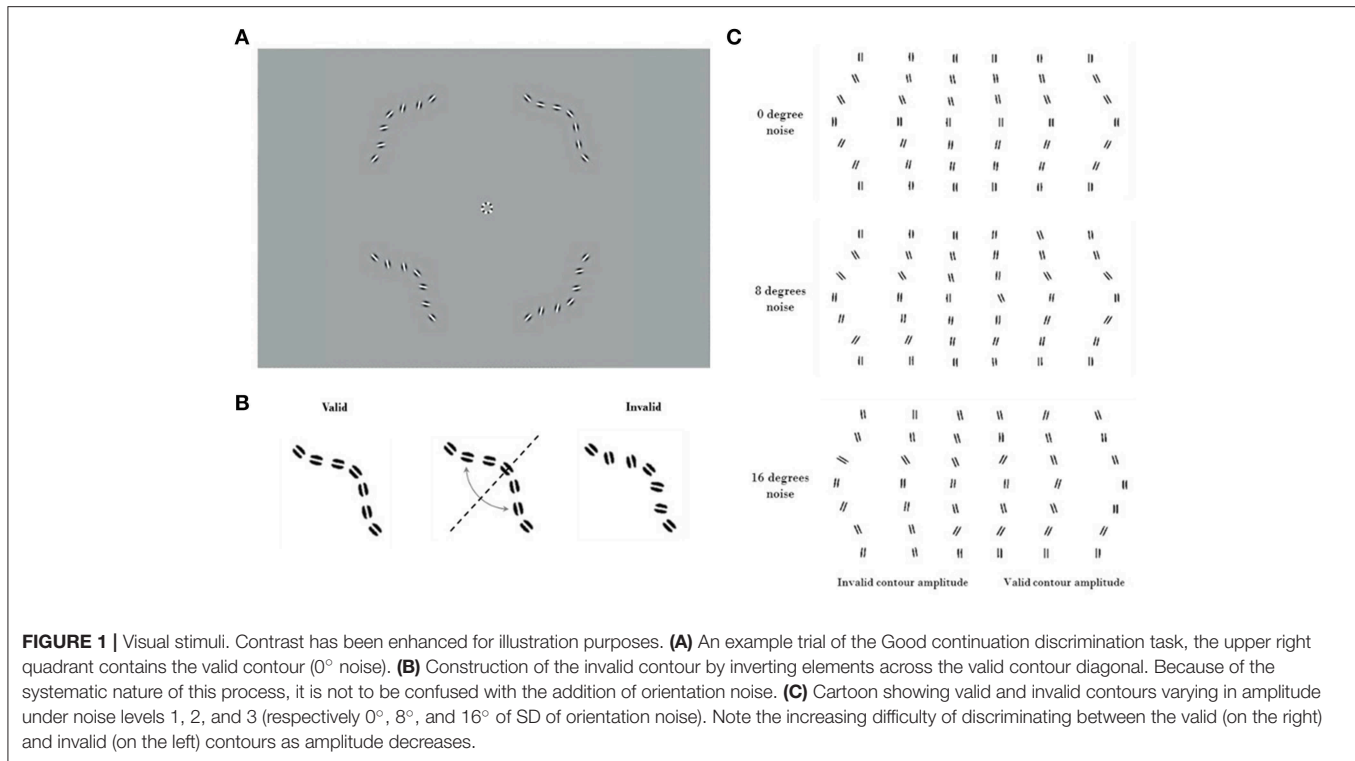 A
C
0 degree
noise
8 degrees
noise
B
Valid
Invalid
16 degrees
noise
Invalid contour amplitude
Valid contour amplitude
FIGURE 1 | Visual stimuli. Contrast has been enhanced for illustration purposes. (A) An example trial of the Good continuation discrimination task, the upper right
quadrant contains the valid contour (0° noise). (B) Construction of the invalid contour by inverting elements across the valid contour diagonal. Because of the
systematic nature of this process, it is not to be confused with the addition of orientation noise. (C) Cartoon showing valid and invalid contours varying in amplitude
under noise levels 1, 2, and 3 (respectively 0°, 8°, and 16° of SD of orientation noise). Note the increasing difficulty of discriminating between the valid (on the right)
and invalid (on the left) contours as amplitude decreases.